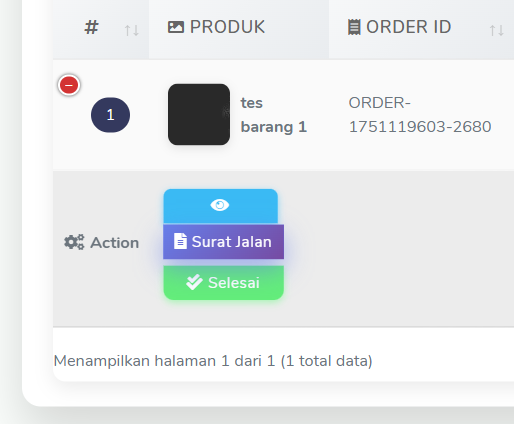 # PRODUK ORDER ID
1 tes barang 1 ORDER-1751119603-2680
Action
Surat Jalan
Selesai
Menampilkan halaman 1 dari 1 (1 total data)